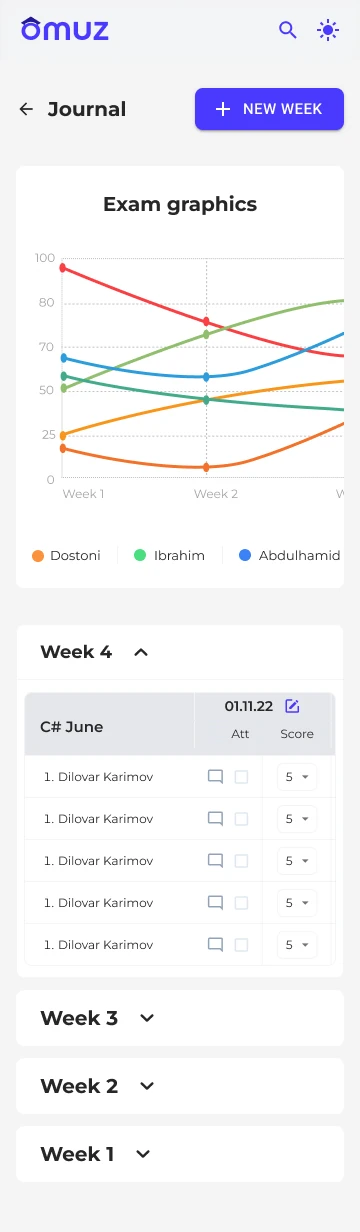 ômuz
Journal
NEW WEEK
Exam graphics
100
80
70
50
25
0
Week 1
Week 2
W
Dostoni
Ibrahim
Abdulhamid
Week 4
C# June
01.11.22
Att
Score
1. Dilovar Karimov
5
1. Dilovar Karimov
5
1. Dilovar Karimov
5
1. Dilovar Karimov
5
1. Dilovar Karimov
5
Week 3
Week 2
Week 1